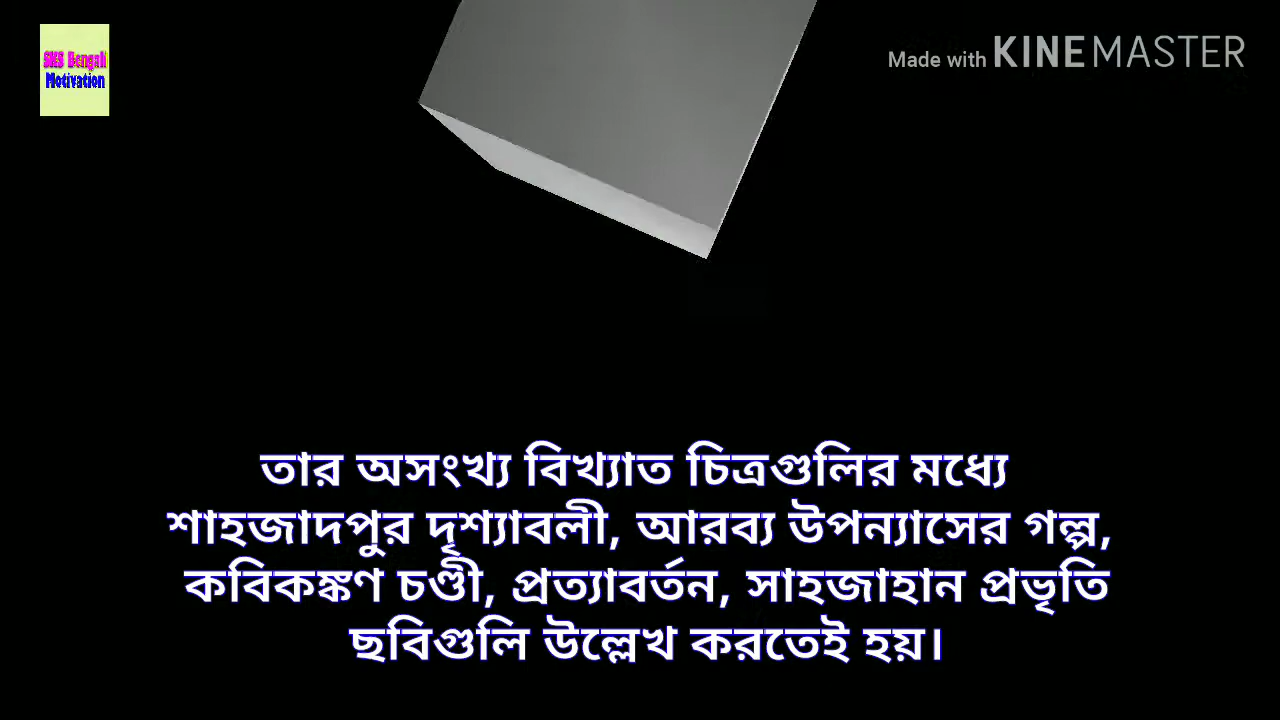 SMS Bengali
Motivation
Made with KINEMASTER
তার অসংখ্য বিখ্যাত চিত্রগুলির মধ্যে
শাহজাদপুর দৃশ্যাবলী, আরব্য উপন্যাসের গল্প,
কবিকঙ্কণ চণ্ডী, প্রত্যাবর্তন, সাহজাহান প্রভৃতি
ছবিগুলি উল্লেখ করতেই হয়।